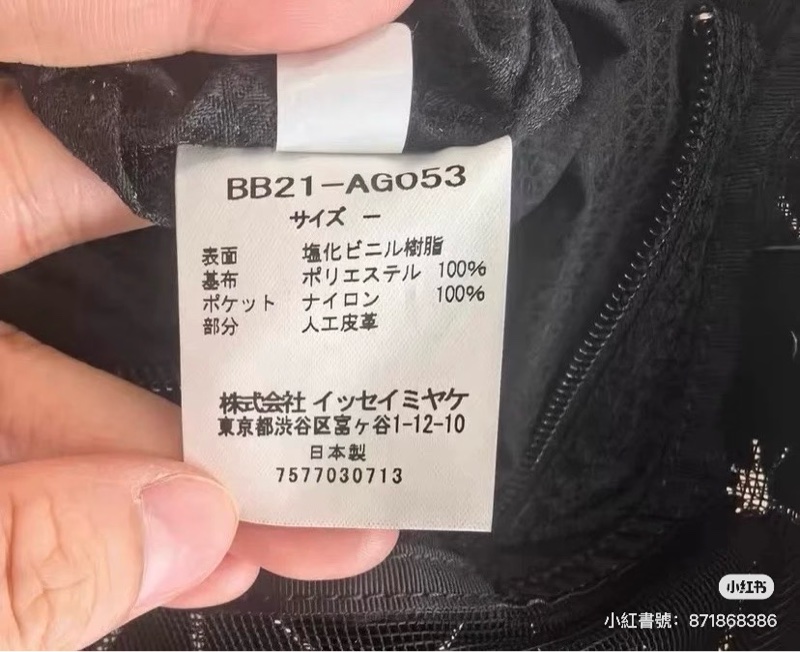 BB21-AG053
サイズ ー
表面 塩化ビニル樹脂
基布 ポリエステル 100%
ポケット ナイロン 100%
部分 人工皮革
株式会社 イッセイミヤケ
東京都渋谷区富ヶ谷1-12-10
日本製
7577030713
小红书
小紅書號：871868386